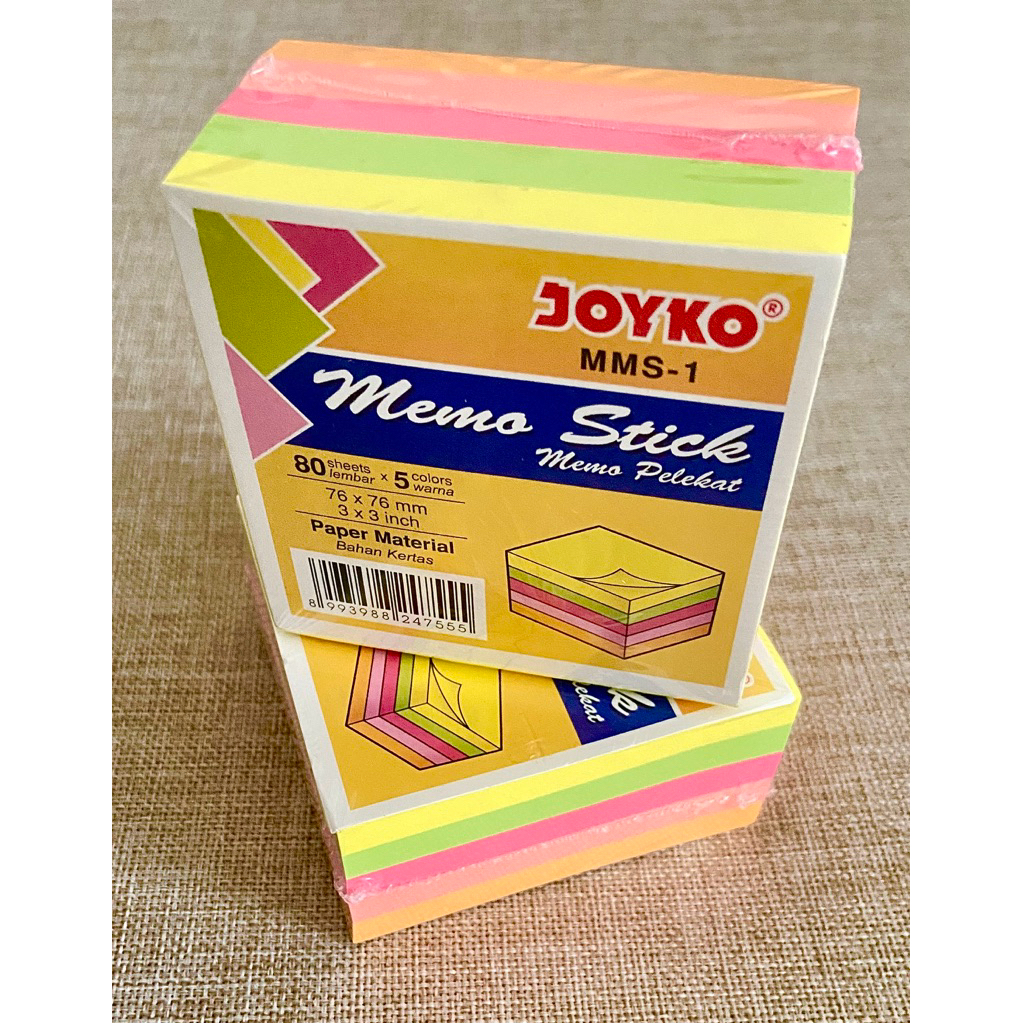 JOYKO®
MMS-1
Memo Stick
Memo Pelekat
80 sheets x 5 colors
lembar warna
76 x 76 mm
3 x 3 inch
Paper Material
Bahan Kertas
8 993988 247555
k
ekat